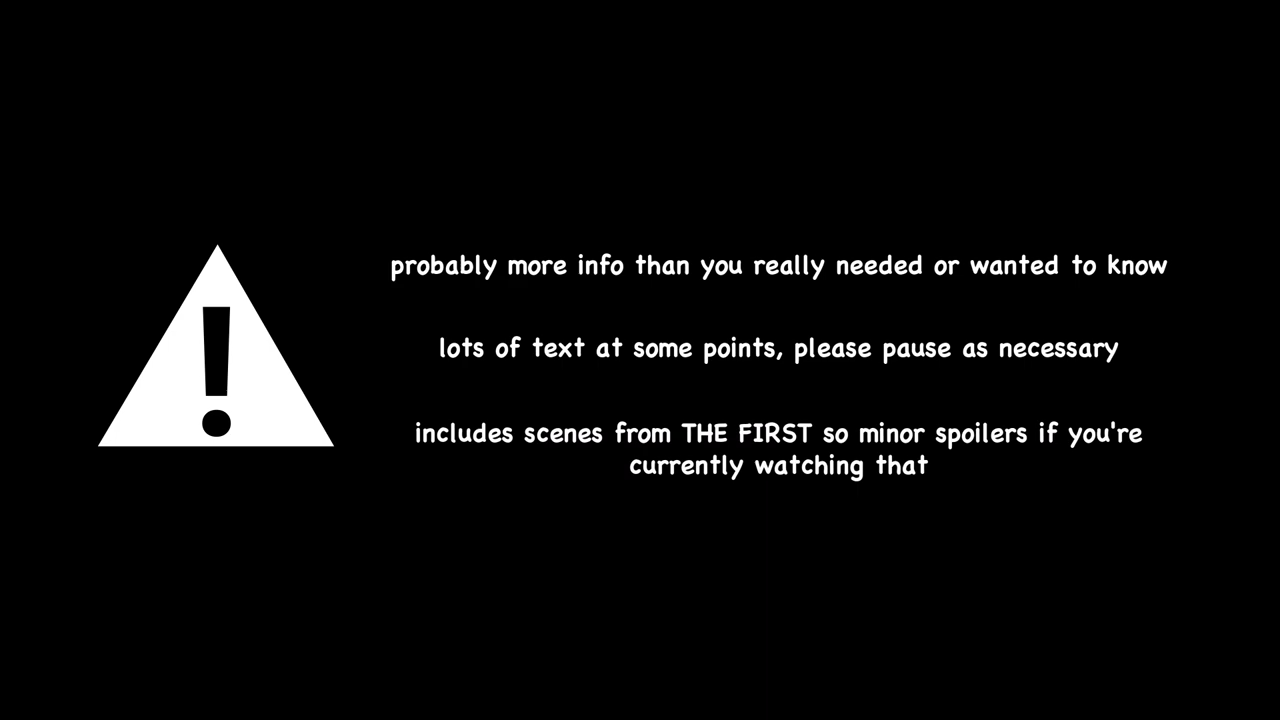 probably more info than you really needed or wanted to know
lots of text at some points, please pause as necessary
includes scenes from THE FIRST so minor spoilers if you're
currently watching that